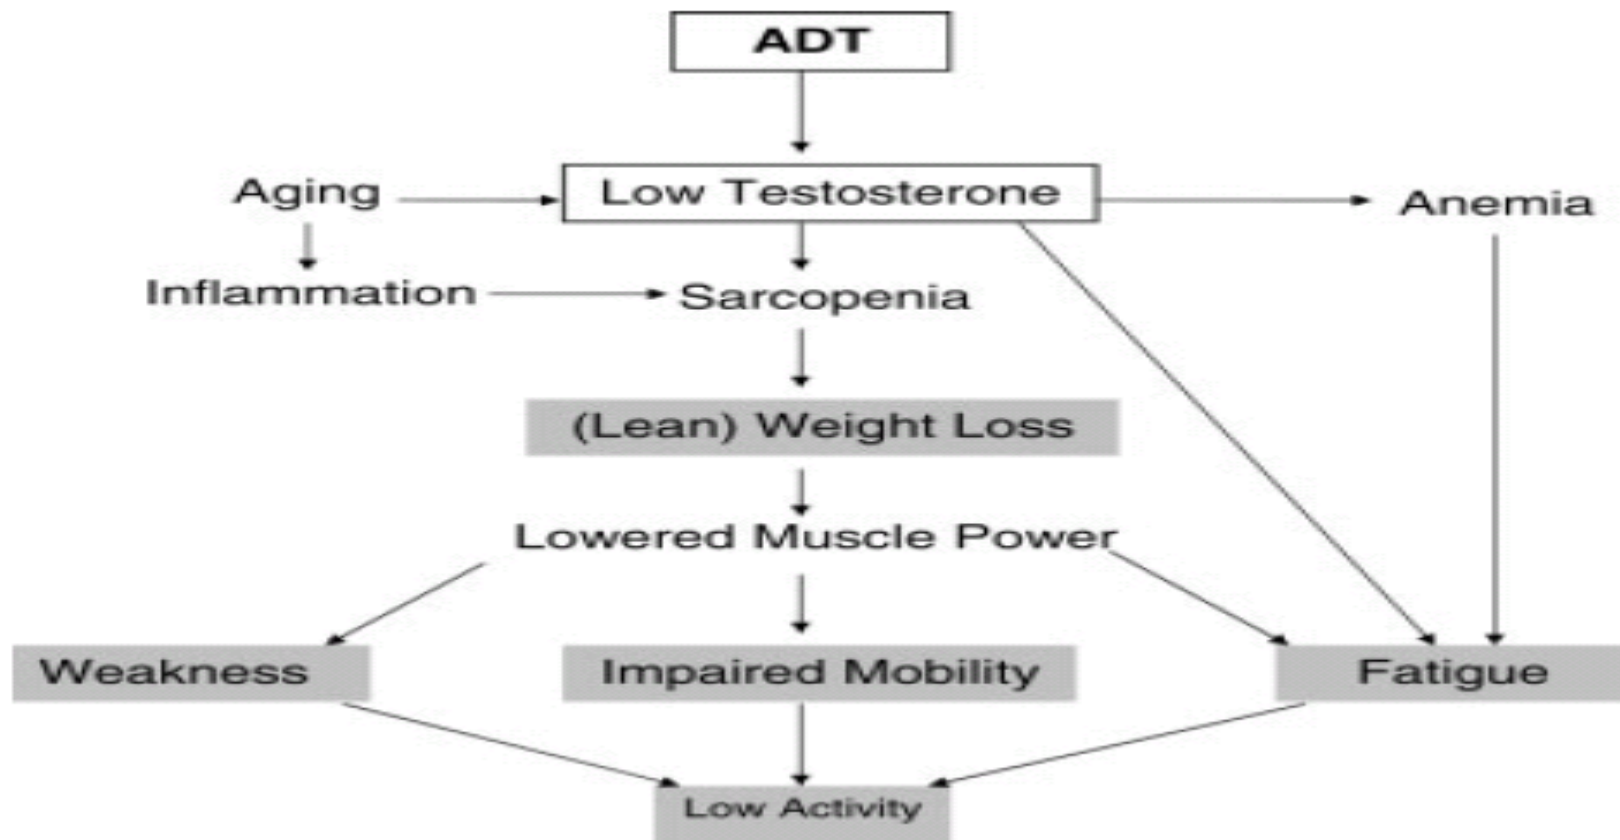 ADT
Aging
Low Testosterone
Anemia
Inflammation
Sarcopenia
(Lean) Weight Loss
Lowered Muscle Power
Weakness
Impaired Mobility
Fatigue
Low Activity